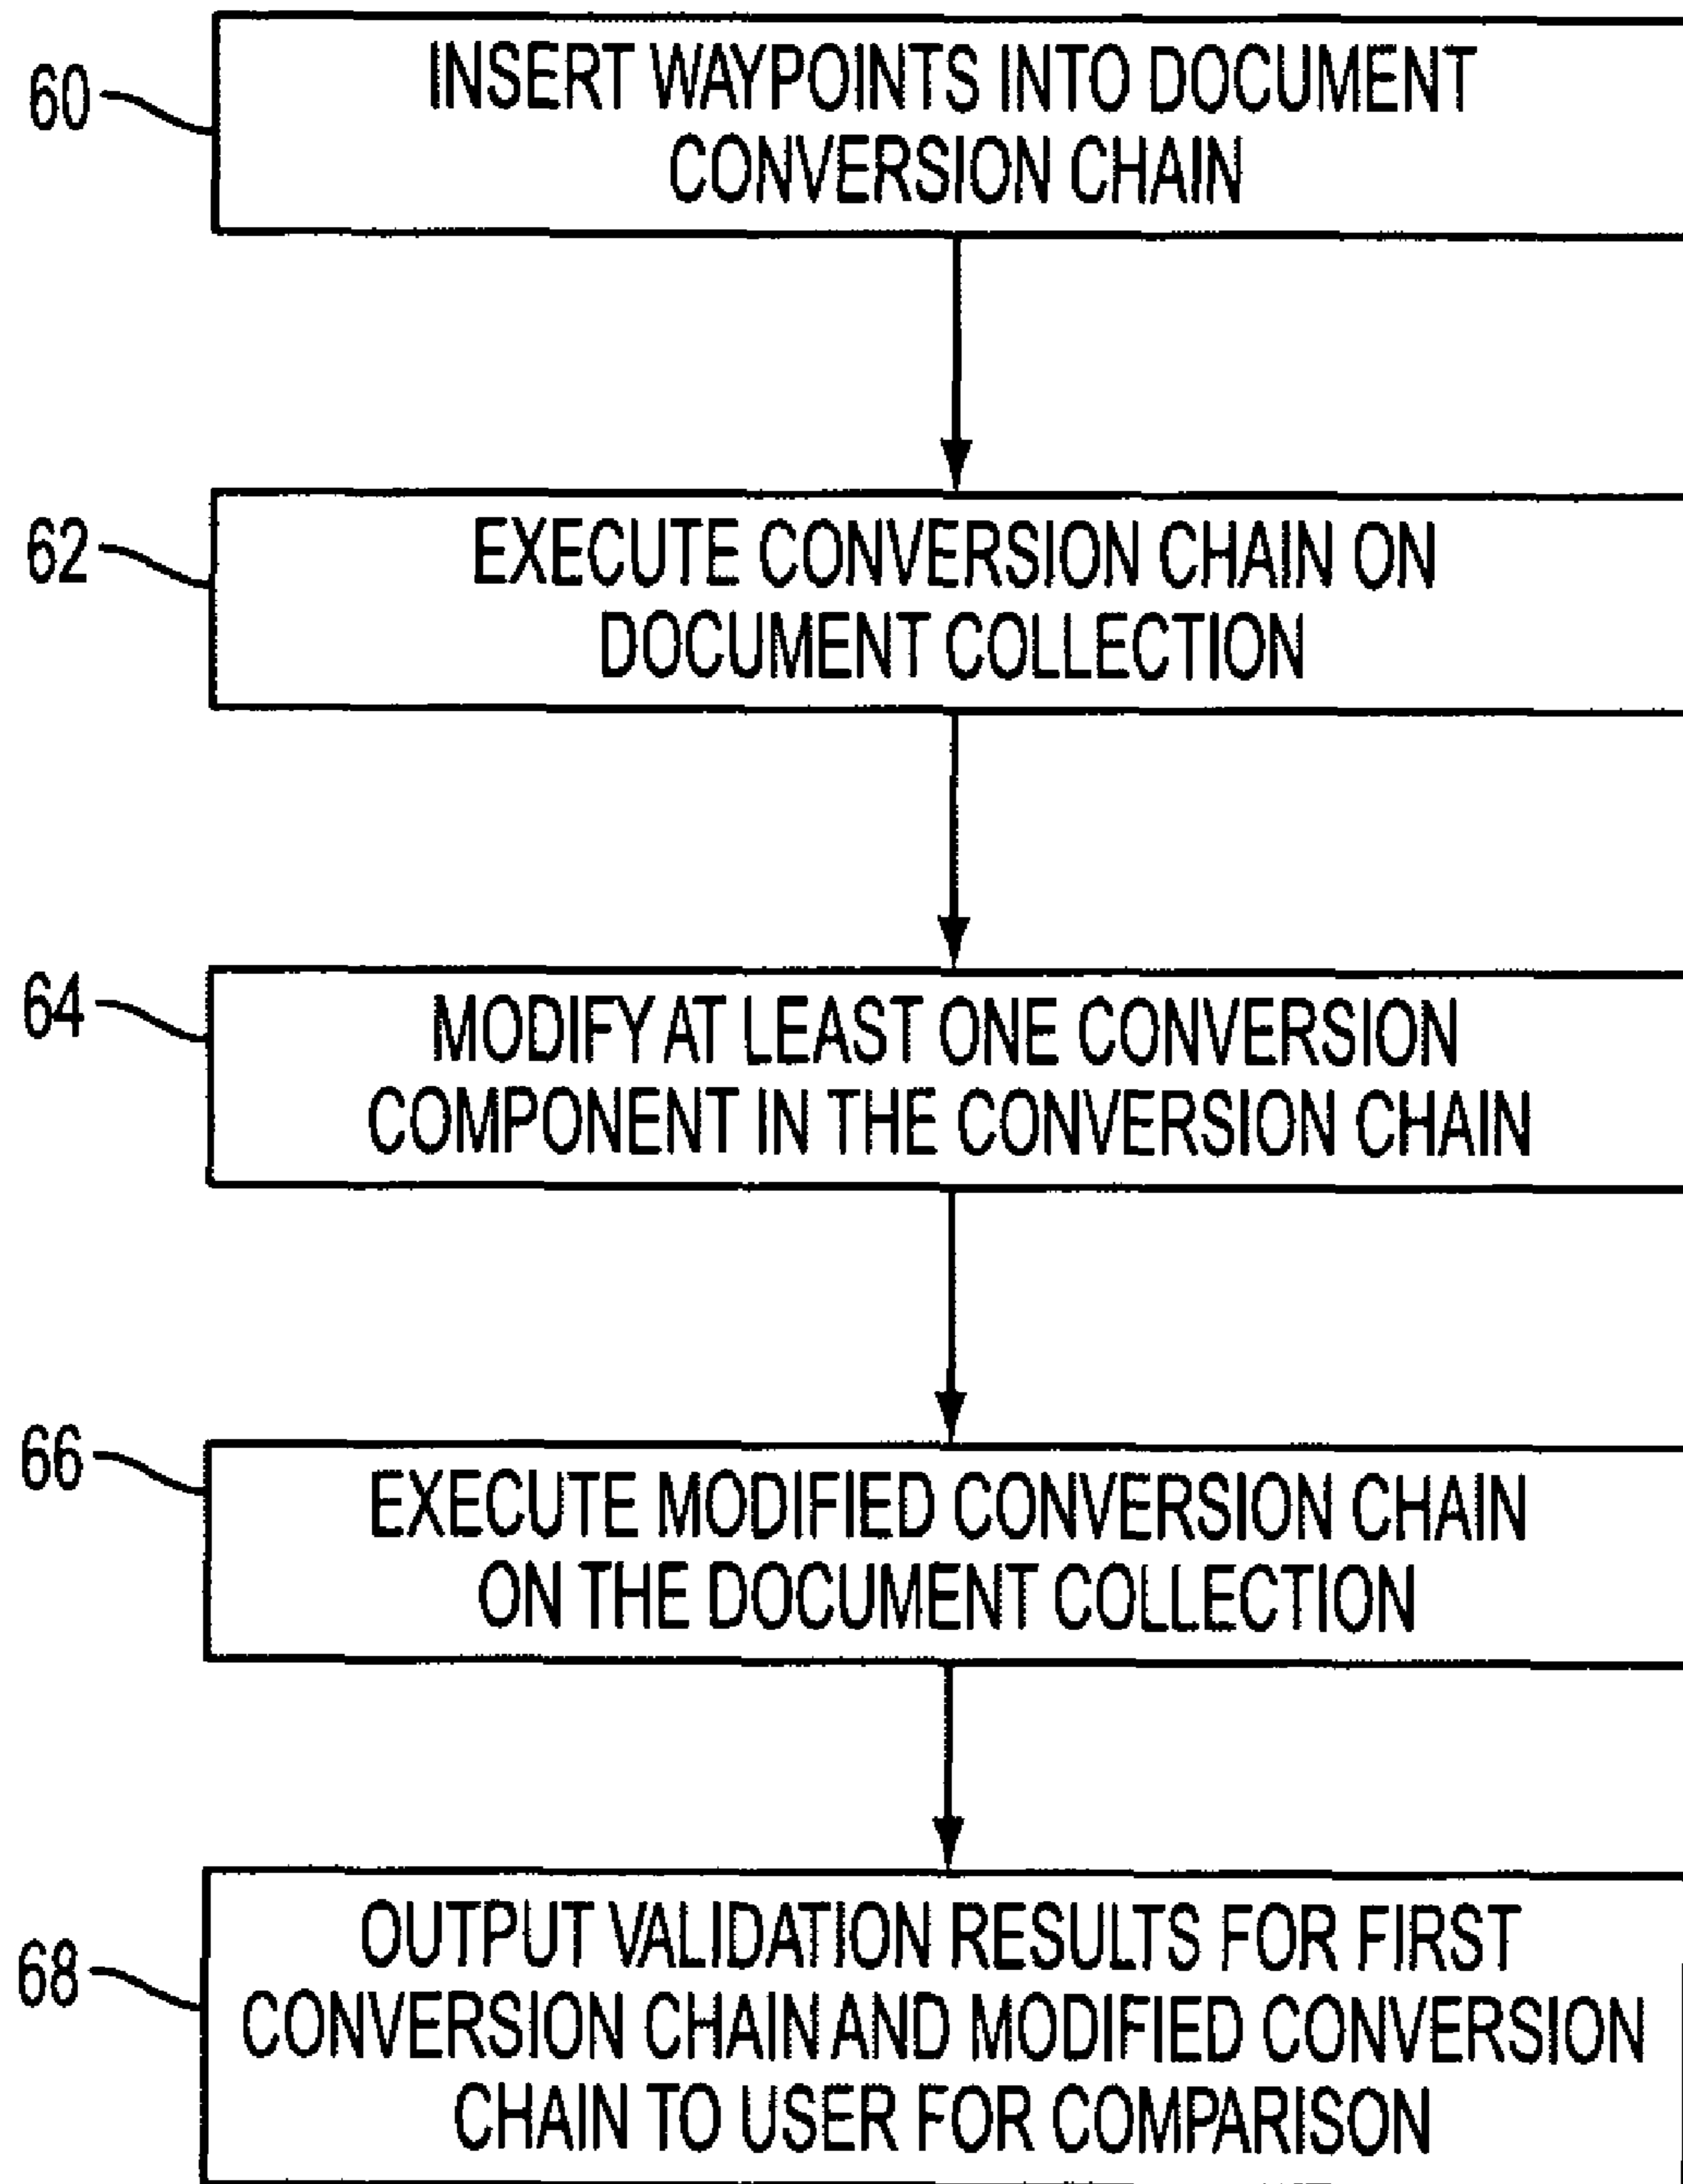 60
INSERT WAYPOINTS INTO DOCUMENT
CONVERSION CHAIN
62
EXECUTE CONVERSION CHAIN ON
DOCUMENT COLLECTION
64
MODIFY AT LEAST ONE CONVERSION
COMPONENT IN THE CONVERSION CHAIN
66
EXECUTE MODIFIED CONVERSION CHAIN
ON THE DOCUMENT COLLECTION
68
OUTPUT VALIDATION RESULTS FOR FIRST
CONVERSION CHAIN AND MODIFIED CONVERSION
CHAIN TO USER FOR COMPARISON